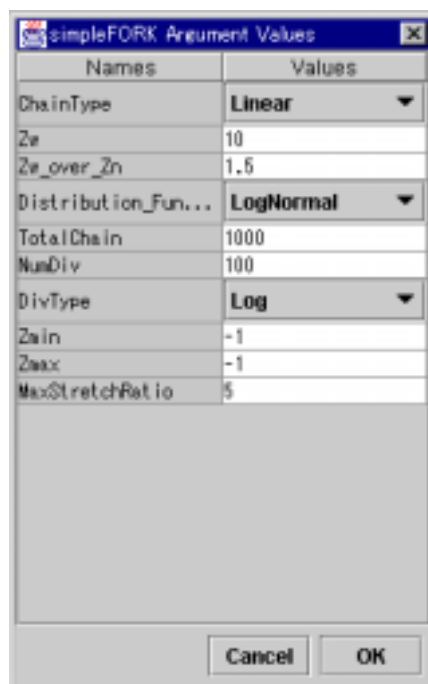 simpleFORK Argument Values
Names Values
ChainType Linear
Zw 10
Zw_over_Zn 1.5
Distribution_Fun... LogNormal
TotalChain 1000
NumDiv 100
DivType Log
Zmin -1
Zmax -1
MaxStretchRatio 5
Cancel OK